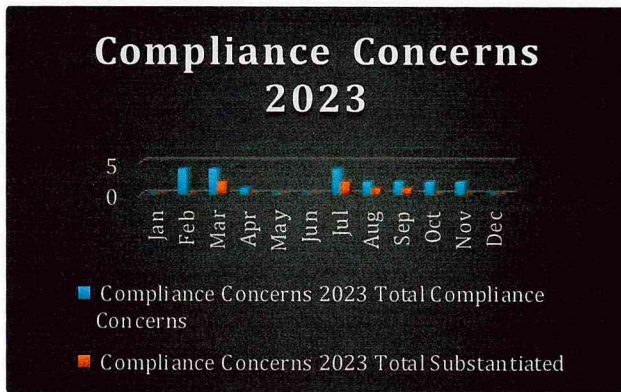 Compliance Concerns
2023
5
0
Jan
Feb
Mar
Apr
May
Jun
Jul
Aug
Sep
Oct
Nov
Dec
Compliance Concerns 2023 Total Compliance
Concerns
Compliance Concerns 2023 Total Substantiated